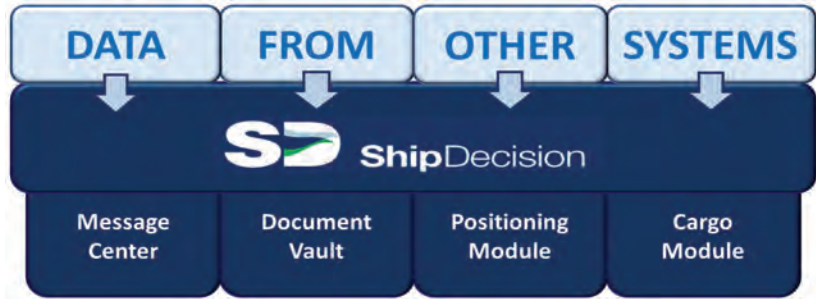 DATA FROM OTHER SYSTEMS
SD ShipDecision
Message Center
Document Vault
Positioning Module
Cargo Module